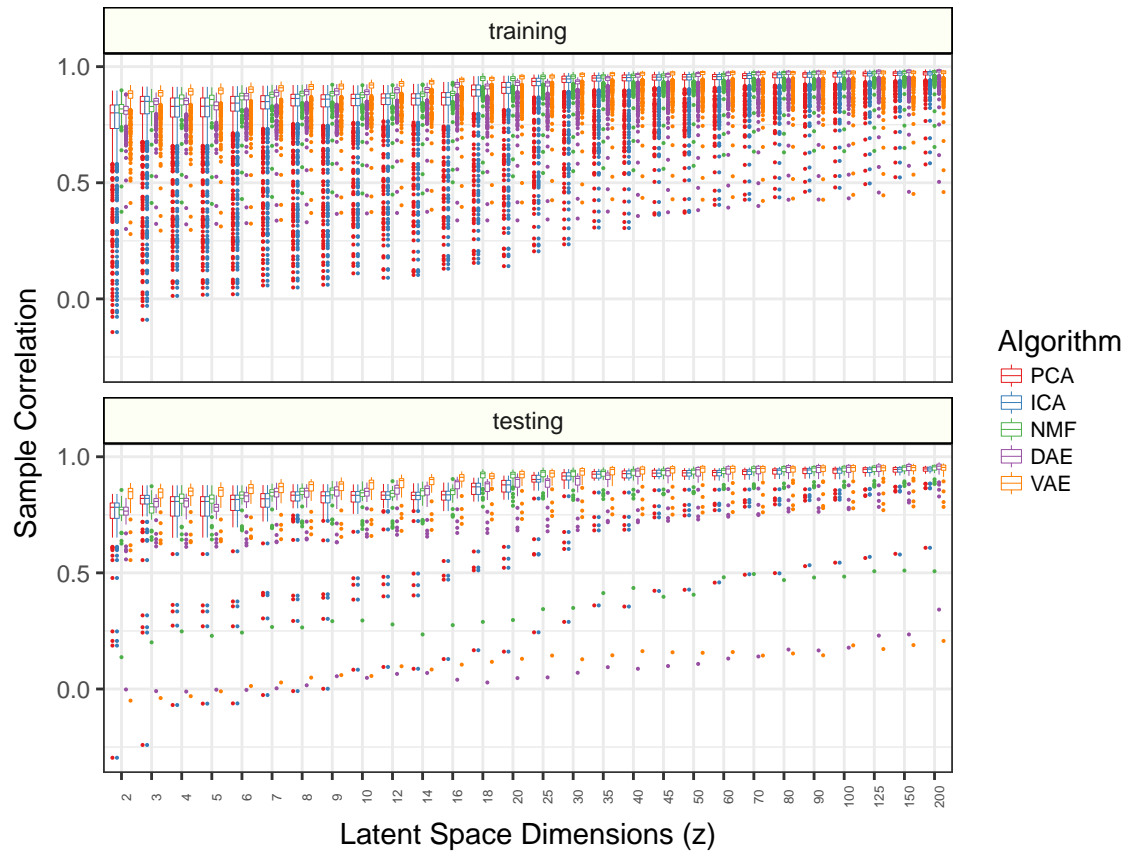 training
1.0
0.5
0.0
testing
1.0
0.5
0.0
2 3 4 5 6 7 8 9 10 12 14 16 18 20 25 30 35 40 45 50 60 70 80 90 100 125 150 200
Latent Space Dimensions (z)
Sample Correlation
Algorithm
PCA
ICA
NMF
DAE
VAE